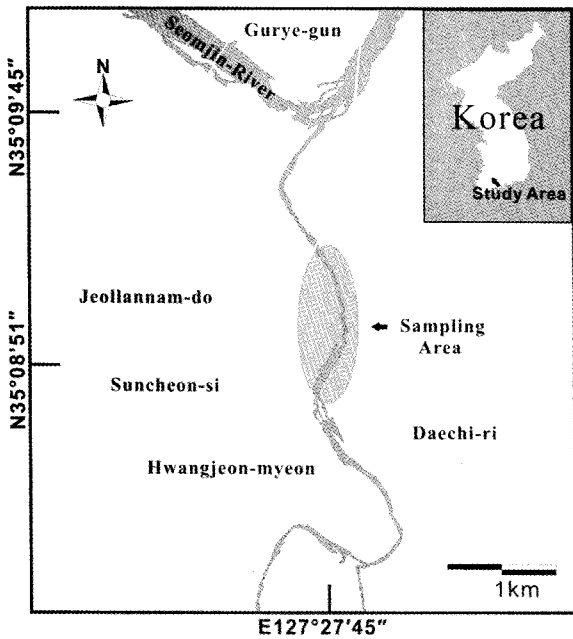 Gurye-gun
Seomjin-River
N
N35°09′45″
Korea
Study Area
Jeollannam-do
Sampling
Area
N35°08′51″
Suncheon-si
Daechi-ri
Hwangjeon-myeon
1km
E127°27′45″